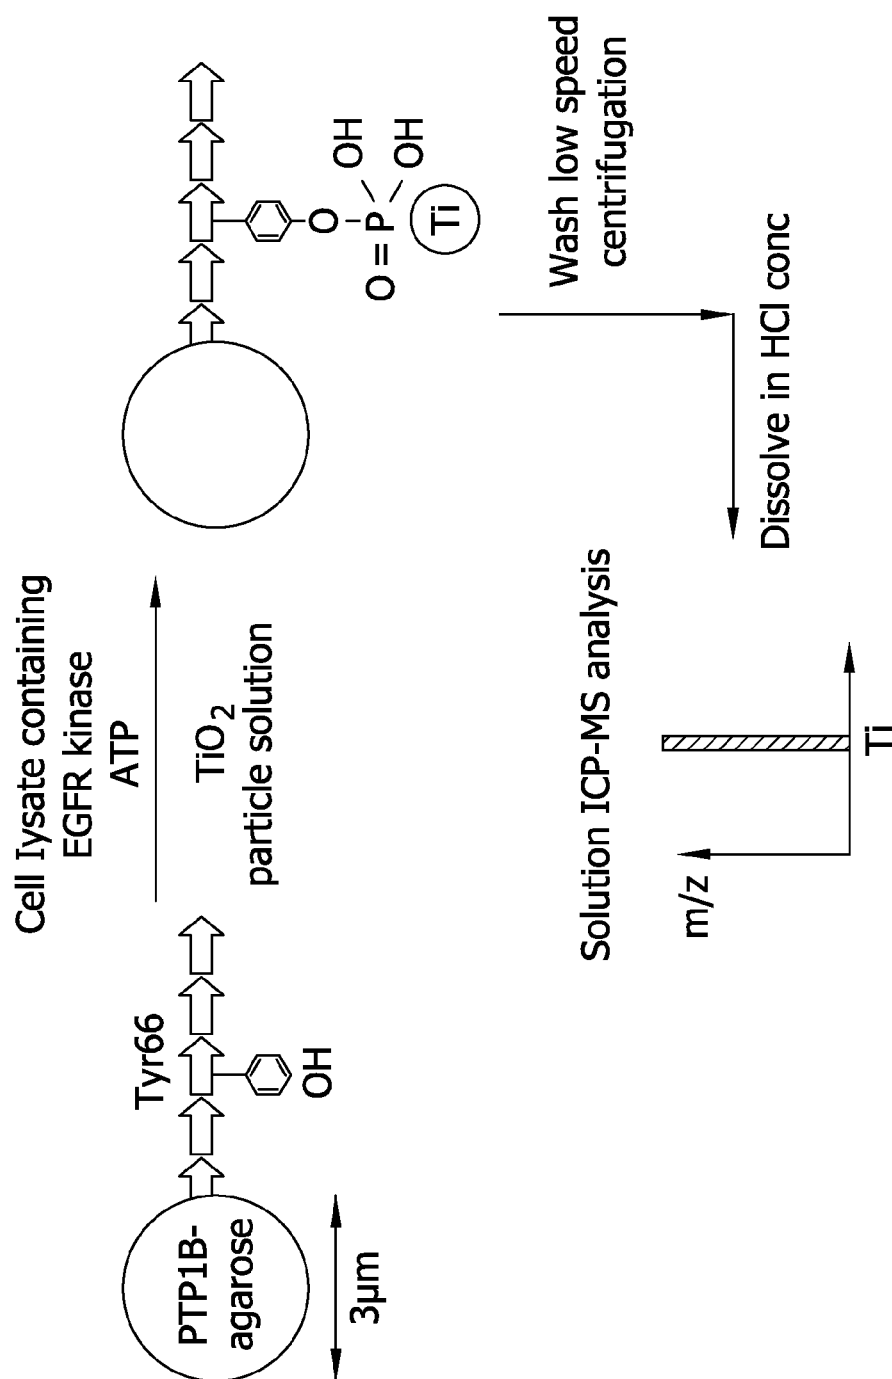 PTP1B-
agarose
3µm
Tyr66
OH
Cell lysate containing
EGFR kinase
ATP
TiO2
particle solution
O
O=P
OH
OH
Ti
Wash low speed
centrifugation
Dissolve in HCl conc
Solution ICP-MS analysis
m/z
Ti